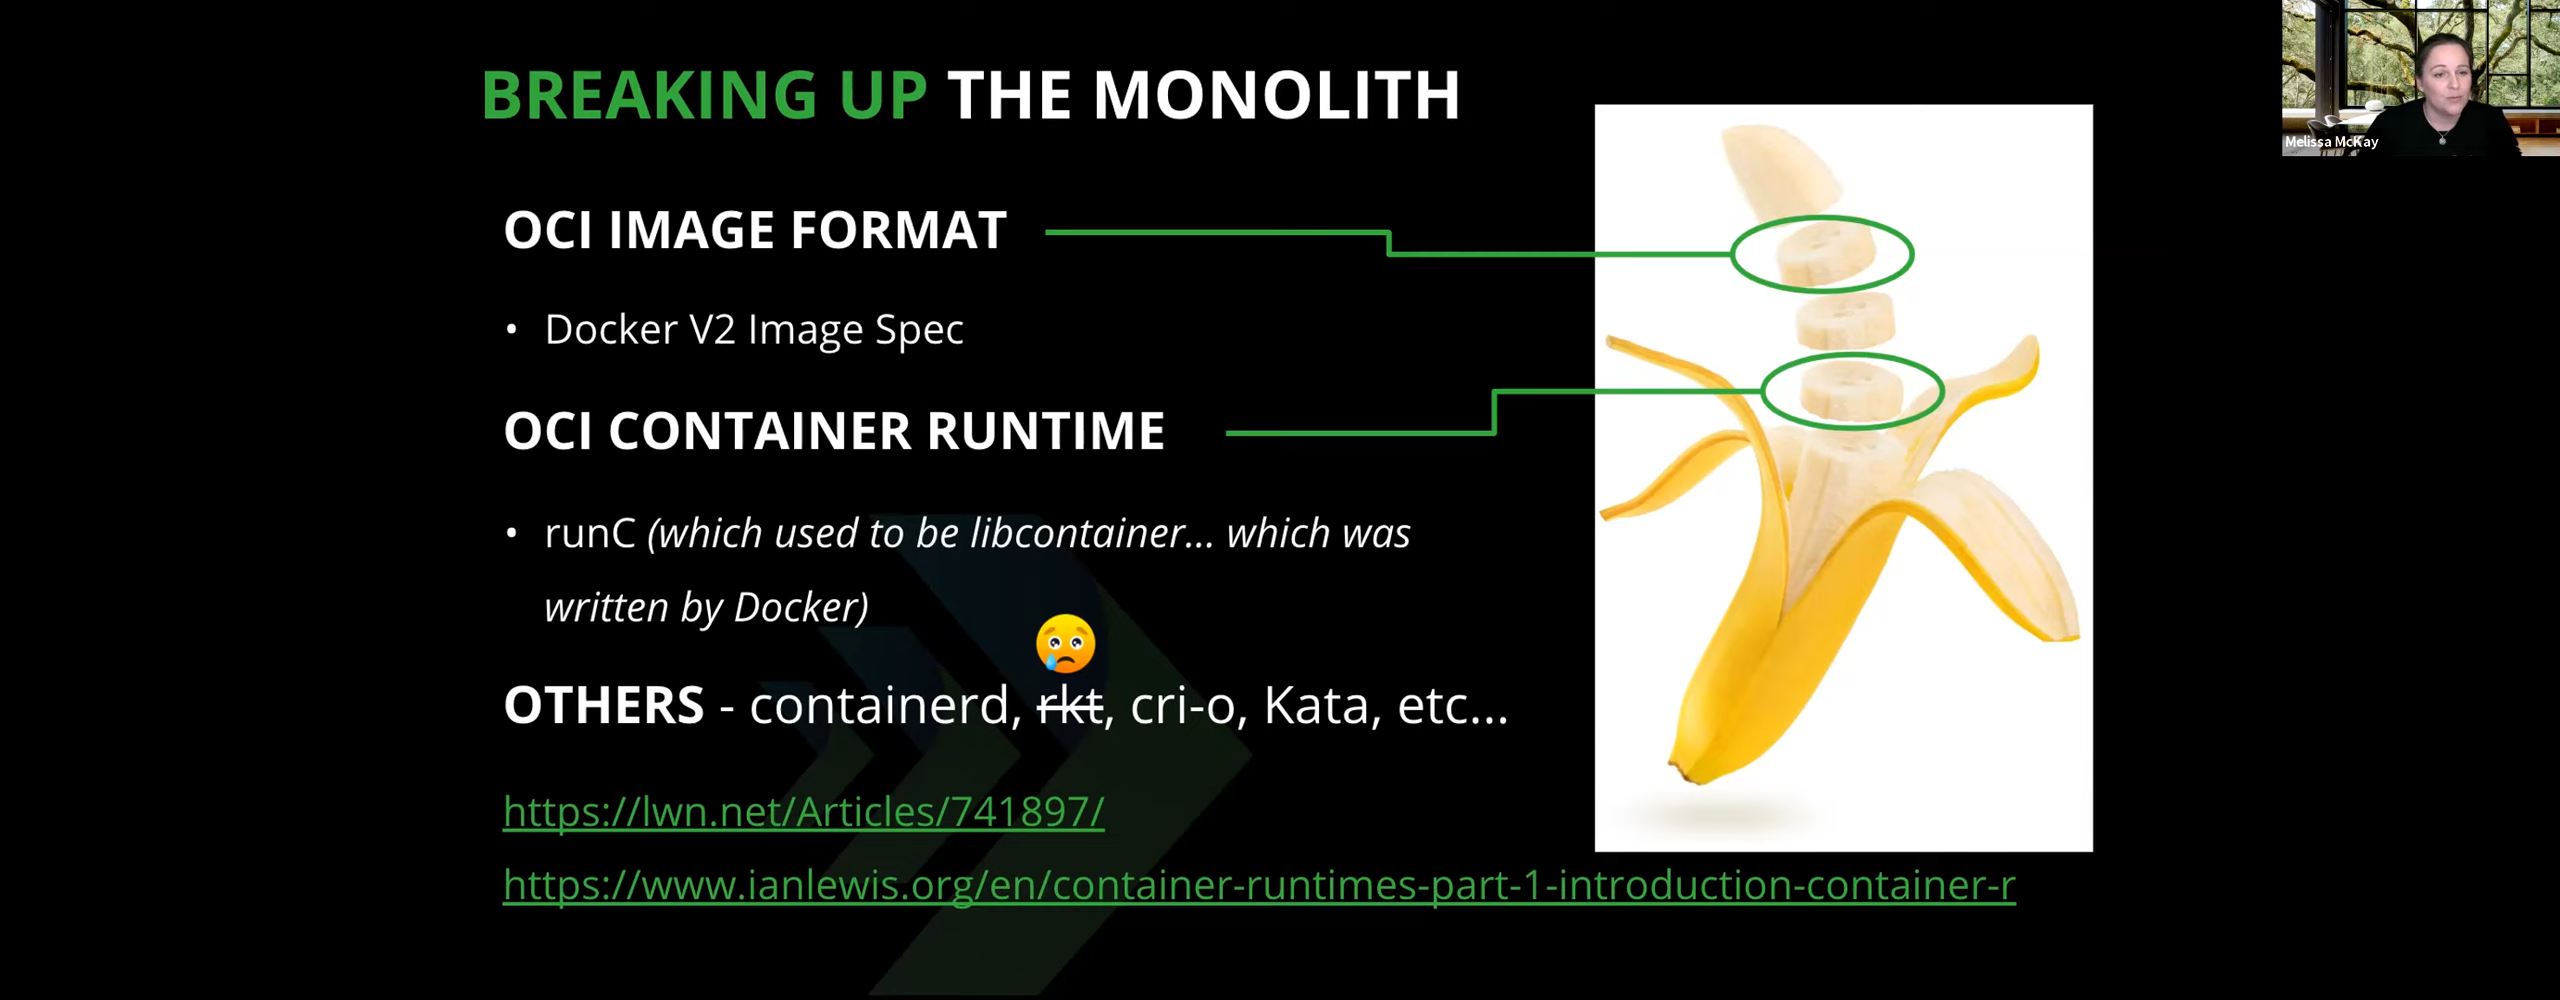 BREAKING UP THE MONOLITH
Melissa McKay
OCI IMAGE FORMAT
• Docker V2 Image Spec
OCI CONTAINER RUNTIME
• runC (which used to be libcontainer... which was
written by Docker)
OTHERS - containerd, rkt, cri-o, Kata, etc...
https://lwn.net/Articles/741897/
https://www.ianlewis.org/en/container-runtimes-part-1-introduction-container-r